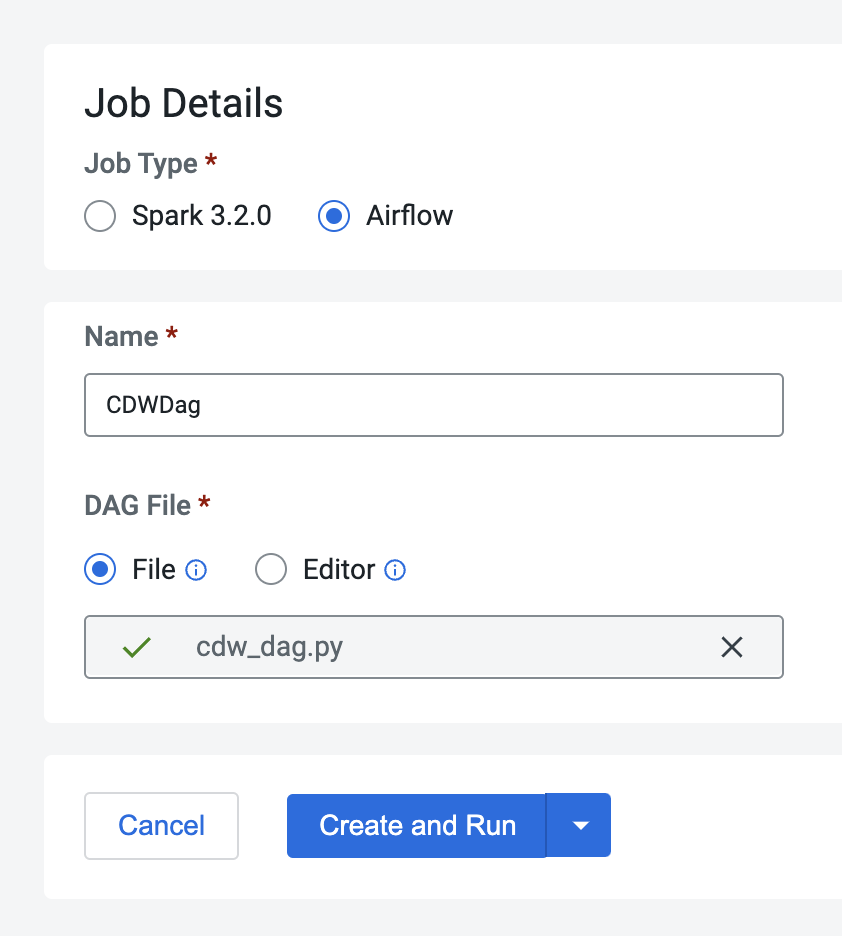 Job Details
Job Type *
Spark 3.2.0 Airflow
Name *
CDWDag
DAG File *
File Editor
cdw_dag.py
Cancel Create and Run